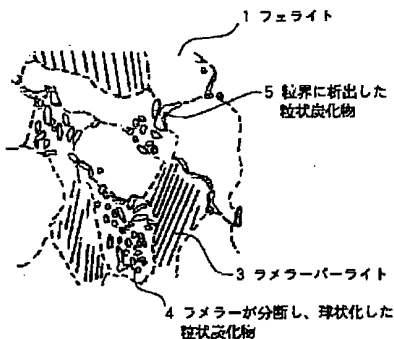 1 フェライト
5 粒界に析出した
粒状炭化物
3 ラメラーパーライト
4 ラメラーが分断し、球状化した
粒状炭化物